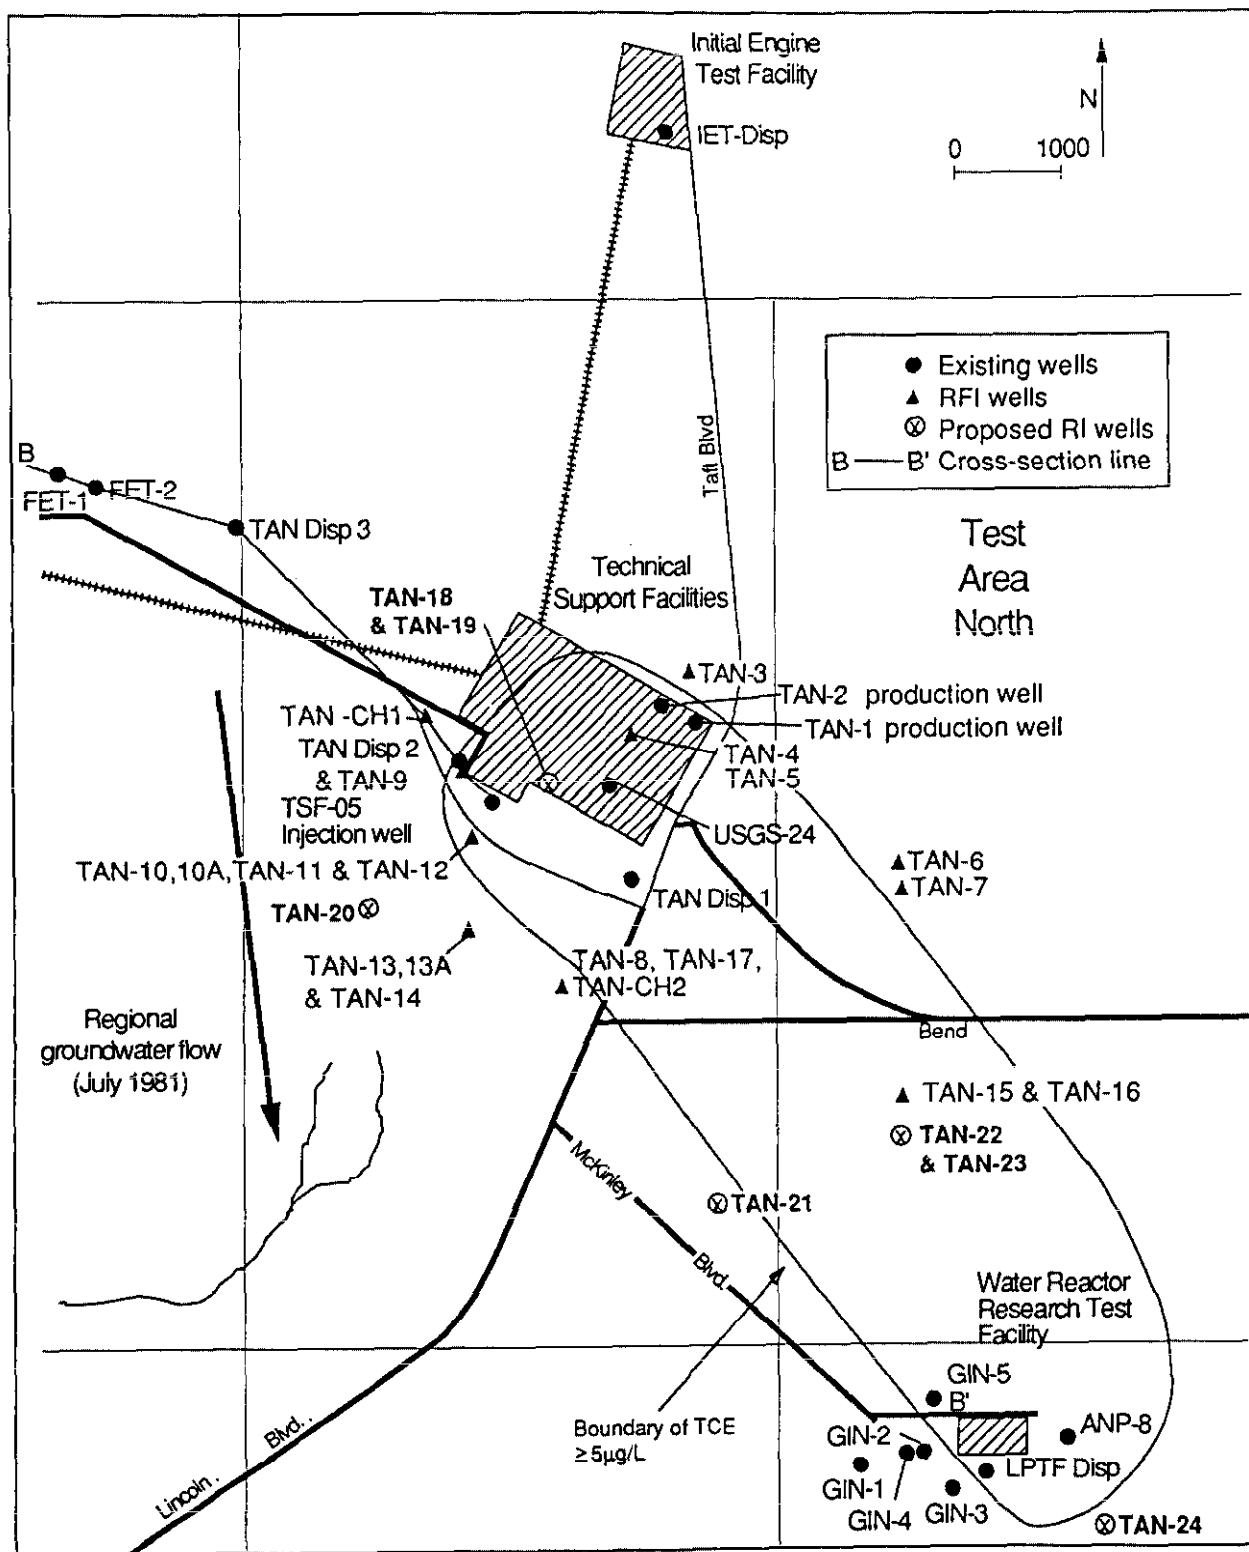 Initial Engine
Test Facility
IET-Disp
N
0 1000
Existing wells
RFI wells
Proposed RI wells
B — B' Cross-section line
Taft Blvd
B
FET-1
FET-2
TAN Disp 3
Test
Area
North
Technical
Support Facilities
TAN-18
& TAN-19
TAN-3
TAN-2 production well
TAN-1 production well
TAN -CH1
TAN-4
TAN-5
TAN Disp 2
& TAN-9
TSF-05
Injection well
USGS-24
TAN-10,10A,TAN-11 & TAN-12
TAN-6
TAN-7
TAN Disp 1
TAN-20
TAN-13,13A
& TAN-14
TAN-8, TAN-17,
TAN-CH2
Regional
groundwater flow
(July 1981)
Bend
TAN-15 & TAN-16
TAN-22
& TAN-23
McKinley
Blvd.
TAN-21
Water Reactor
Research Test
Facility
GIN-5
B'
Boundary of TCE
≥5µg/L
ANP-8
GIN-2
LPTF Disp
GIN-1
GIN-4
GIN-3
TAN-24
Lincoln.
Blvd..